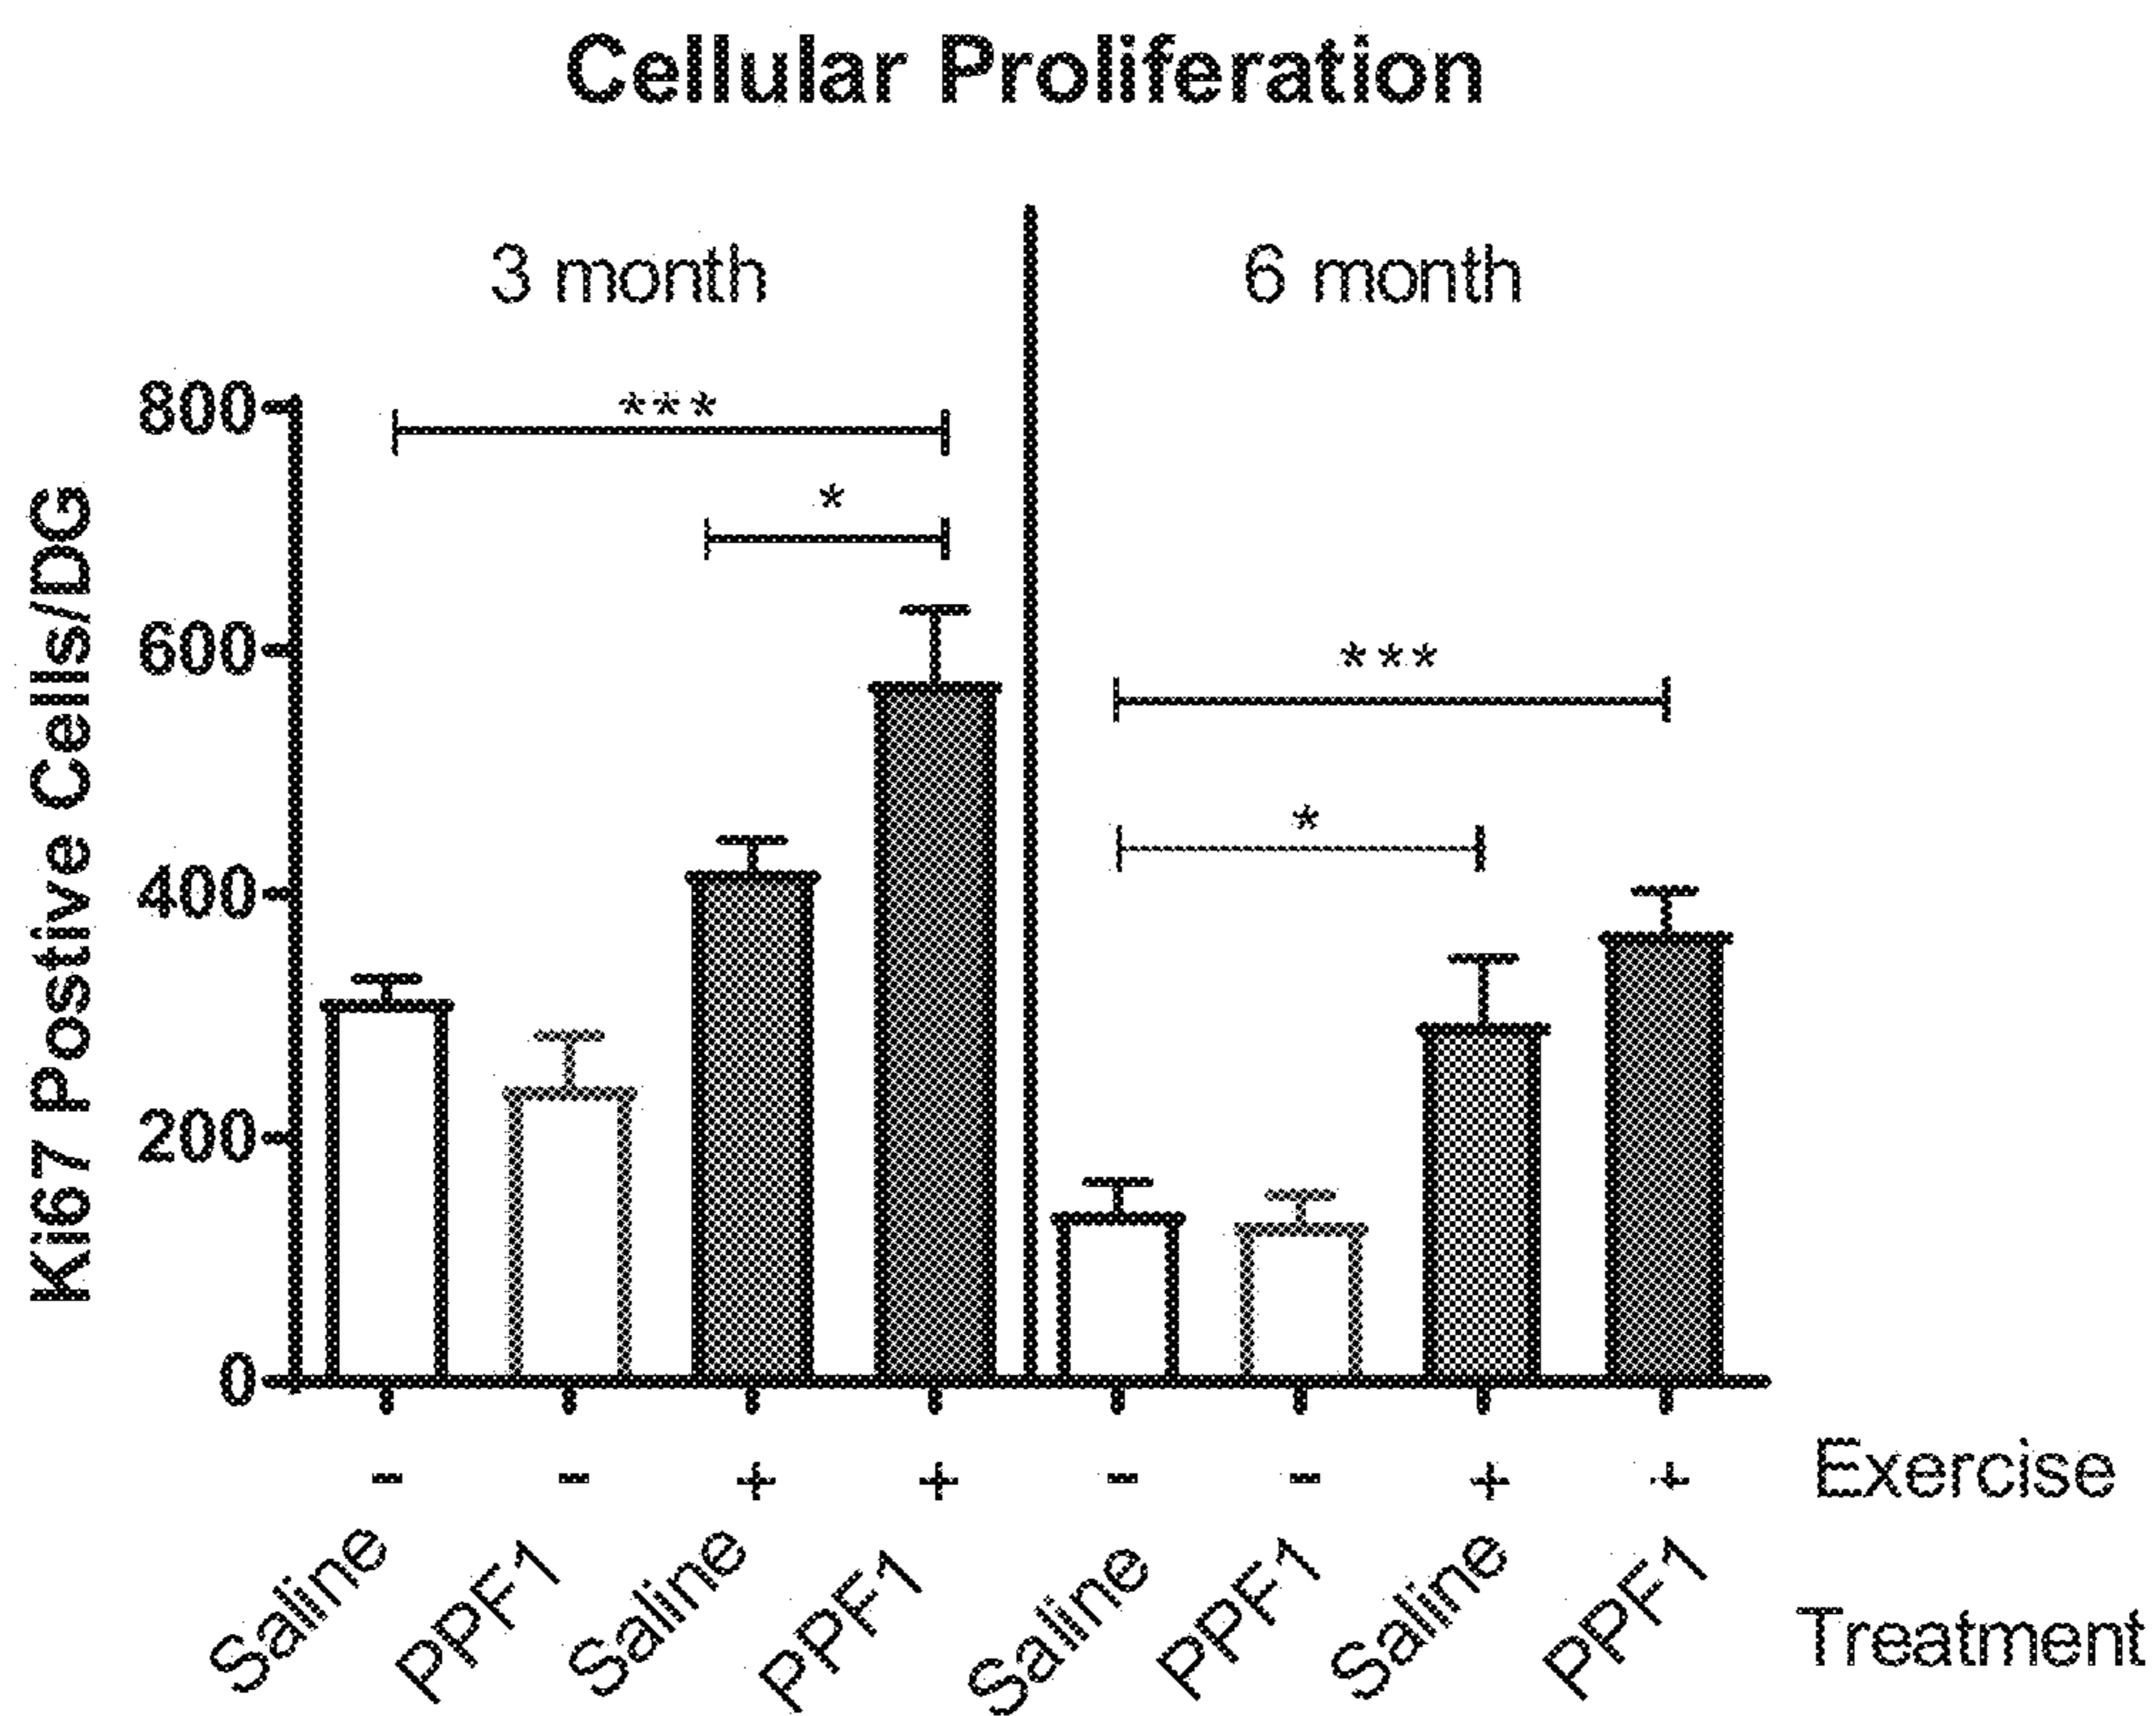 Cellular Proliferation
3 month
6 month
Ki67 Postive Cells/DG
800
600
400
200
0
***
*
***
*
- - + + - - + + Exercise
Saline PPF1 Saline PPF1 Saline PPF1 Saline PPF1 Treatment